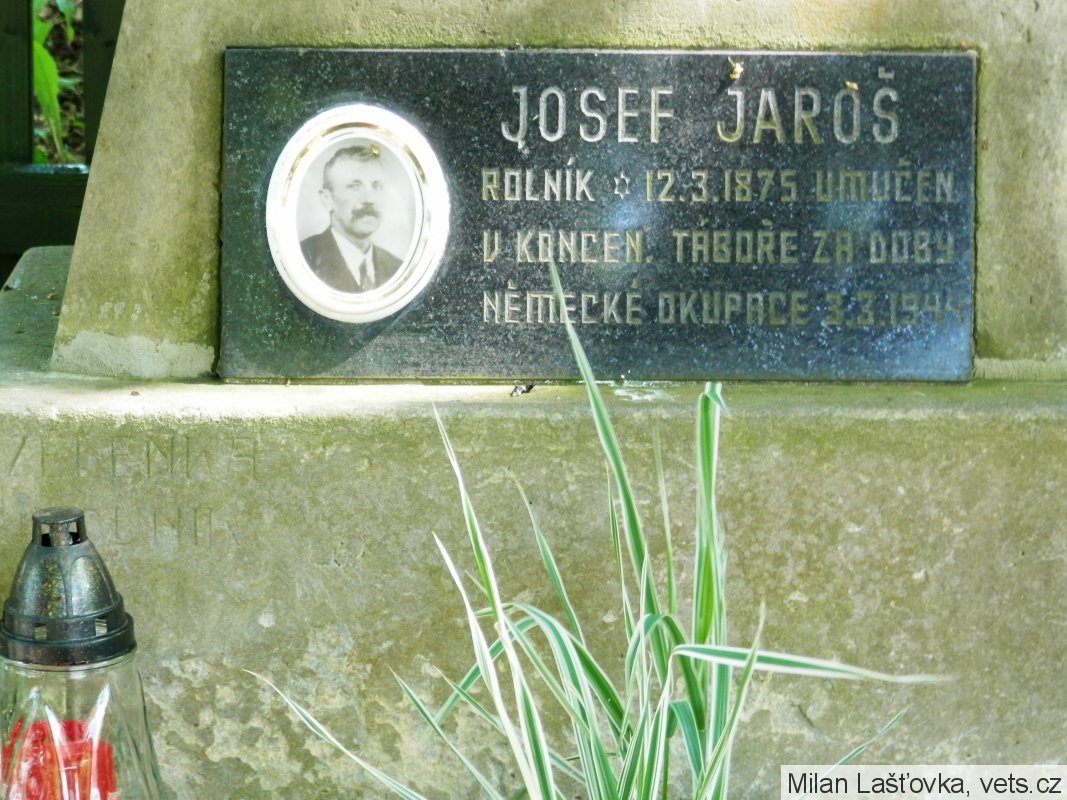 JOSEF JAROŠ
ROLNÍK ✡ 12.3.1875 UMUČEN
V KONCEN. TÁBOŘE ZA DOBY
NĚMECKÉ OKUPACE 3.3.1945
Milan Lašťovka, vets.cz